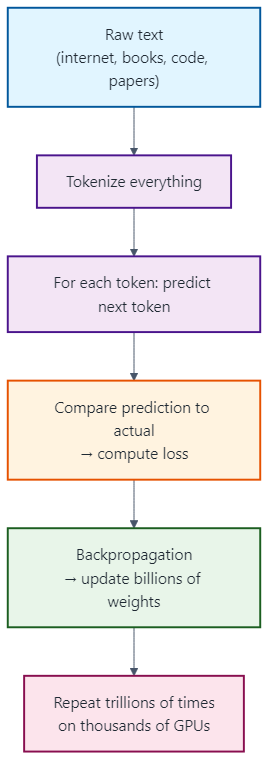 Raw text
(internet, books, code,
papers)
Tokenize everything
For each token: predict
next token
Compare prediction to
actual
→ compute loss
Backpropagation
→ update billions of
weights
Repeat trillions of times
on thousands of GPUs